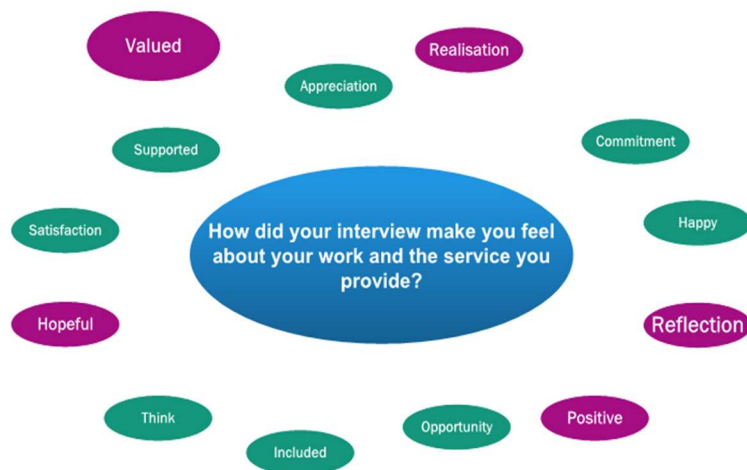 Valued
Realisation
Appreciation
Commitment
Supported
Happy
Satisfaction
How did your interview make you feel
about your work and the service you
provide?
Hopeful
Reflection
Think
Positive
Opportunity
Included